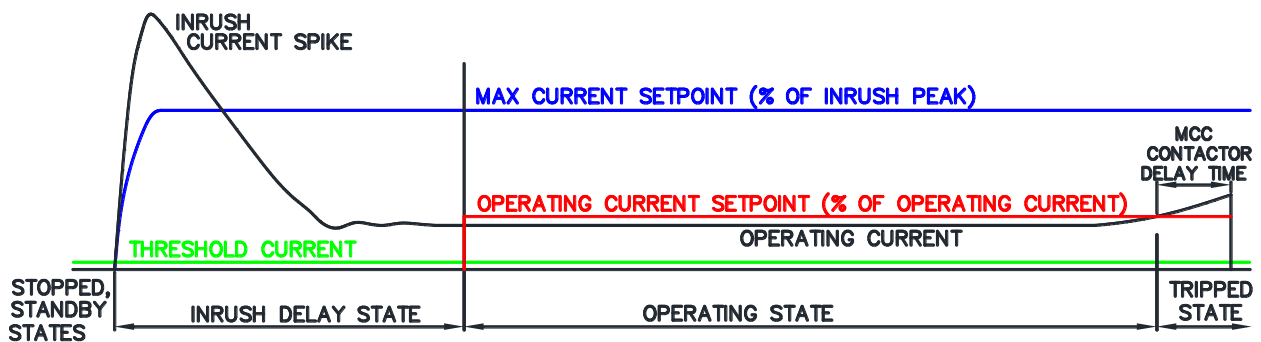 INRUSH
CURRENT SPIKE
MAX CURRENT SETPOINT (% OF INRUSH PEAK)
MCC
CONTACTOR
DELAY TIME
OPERATING CURRENT SETPOINT (% OF OPERATING CURRENT)
OPERATING CURRENT
THRESHOLD CURRENT
STOPPED,
STANDBY
STATES
INRUSH DELAY STATE
OPERATING STATE
TRIPPED
STATE